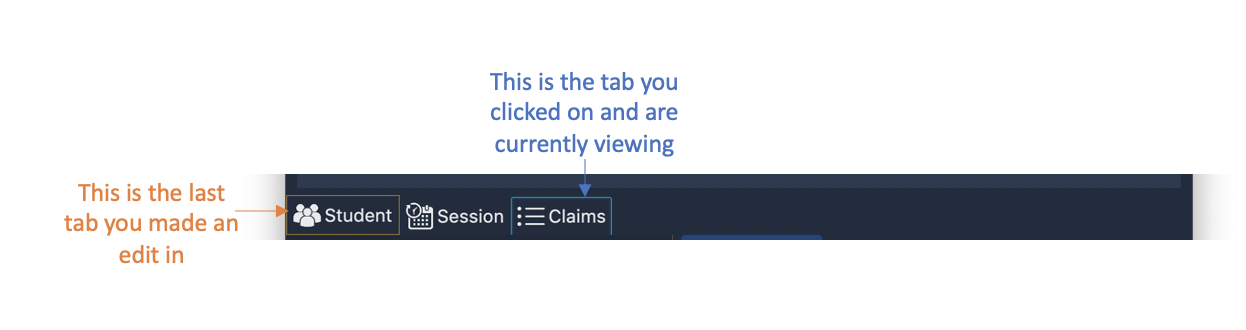 This is the tab you
clicked on and are
currently viewing
This is the last
tab you made an
edit in
Student Session Claims